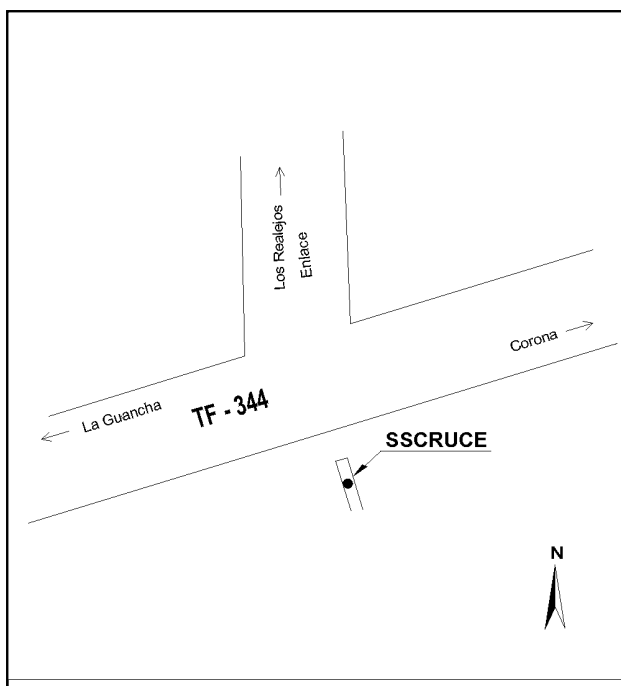 Los Realejos
Enlace
Corona
La Guancha
TF - 344
SSCRUCE
N